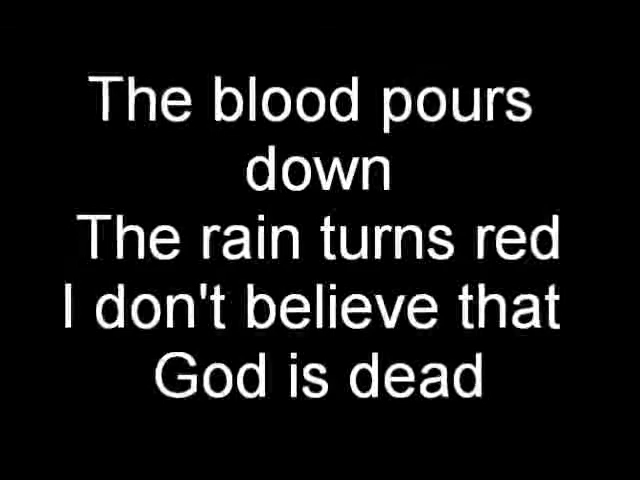 The blood pours
down
The rain turns red
I don't believe that
God is dead